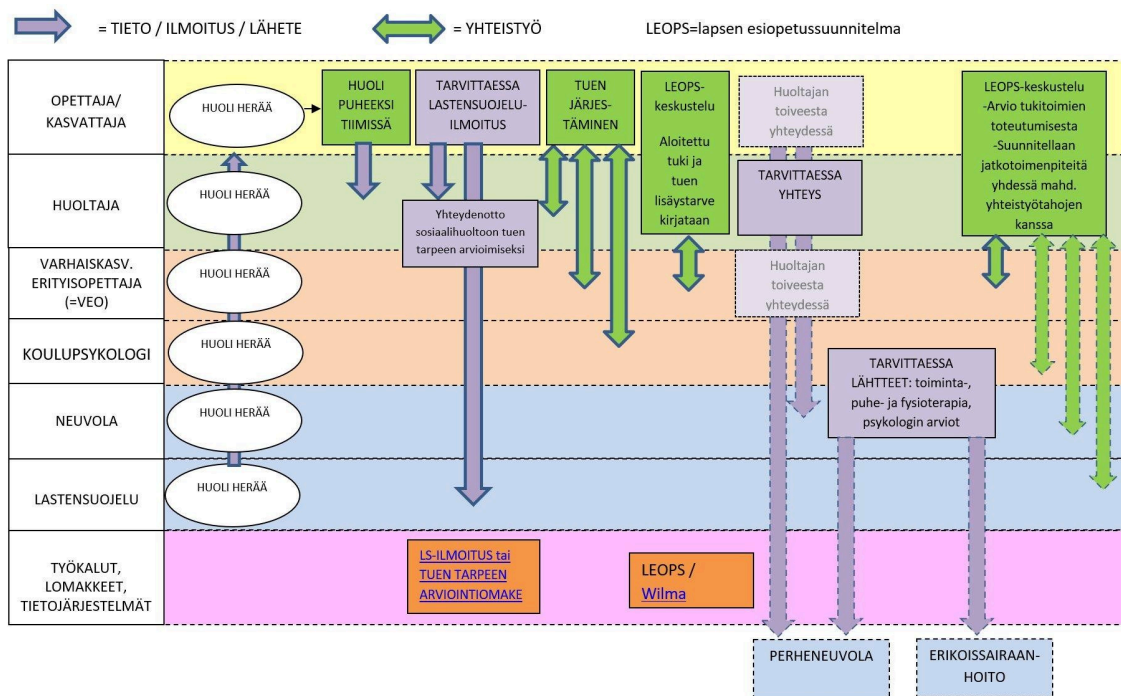 = TIETO / ILMOITUS / LÄHETE
= YHTEISTYÖ
LEOPS=lapsen esiopetussuunnitelma
OPETTAJA/
KASVATTAJA
HUOLI HERÄÄ
HUOLI
PUHEEKSI
TIIMISSÄ
TARVITTAESSA
LASTENSUOJELU-
ILMOITUS
TUEN
JÄRJES-
TÄMINEN
LEOPS-
keskustelu
Aloitettu
tuki ja
tuen
lisäystarve
kirjataan
Huoltajan
toiveesta
yhteydessä
LEOPS-keskustelu
-Arvio tukitoimien
toteutumisesta
-Suunnitellaan
jatkotoimenpiteitä
yhdessä mahd.
yhteistyötahojen
kanssa
HUOLTAJA
HUOLI HERÄÄ
Yhteydenotto
sosiaalihuoltoon tuen
tarpeen arvioimiseksi
TARVITTAESSA
YHTEYS
VARHAISKASV.
ERITYISOPETTAJA
(=VEO)
HUOLI HERÄÄ
Huoltajan
toiveesta
yhteydessä
KOULUPSYKOLOGI
HUOLI HERÄÄ
TARVITTAESSA
LÄHTTEET: toiminta-,
puhe- ja fysioterapia,
psykologin arviot
NEUVOLA
HUOLI HERÄÄ
LASTENSUOJELU
HUOLI HERÄÄ
TYÖKALUT,
LOMAKKEET,
TIETOJÄRJESTELMÄT
LS-ILMOITUS tai
TUEN TARPEEN
ARVIOINTIOMAKE
LEOPS /
Wilma
PERHENEUVOLA
ERIKOISSAIRAAN-
HOITO